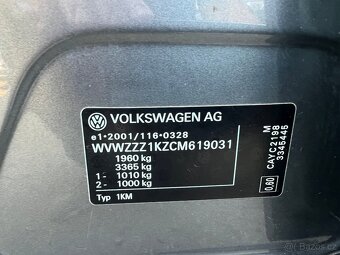 VOLKSWAGEN AG
e1*2001/116*0328
WVWZZZ1KZCM619031
1960 kg
3365 kg
1- 1010 kg
2- 1000 kg
Typ 1KM
M
CAYC2198
3345445
0,60